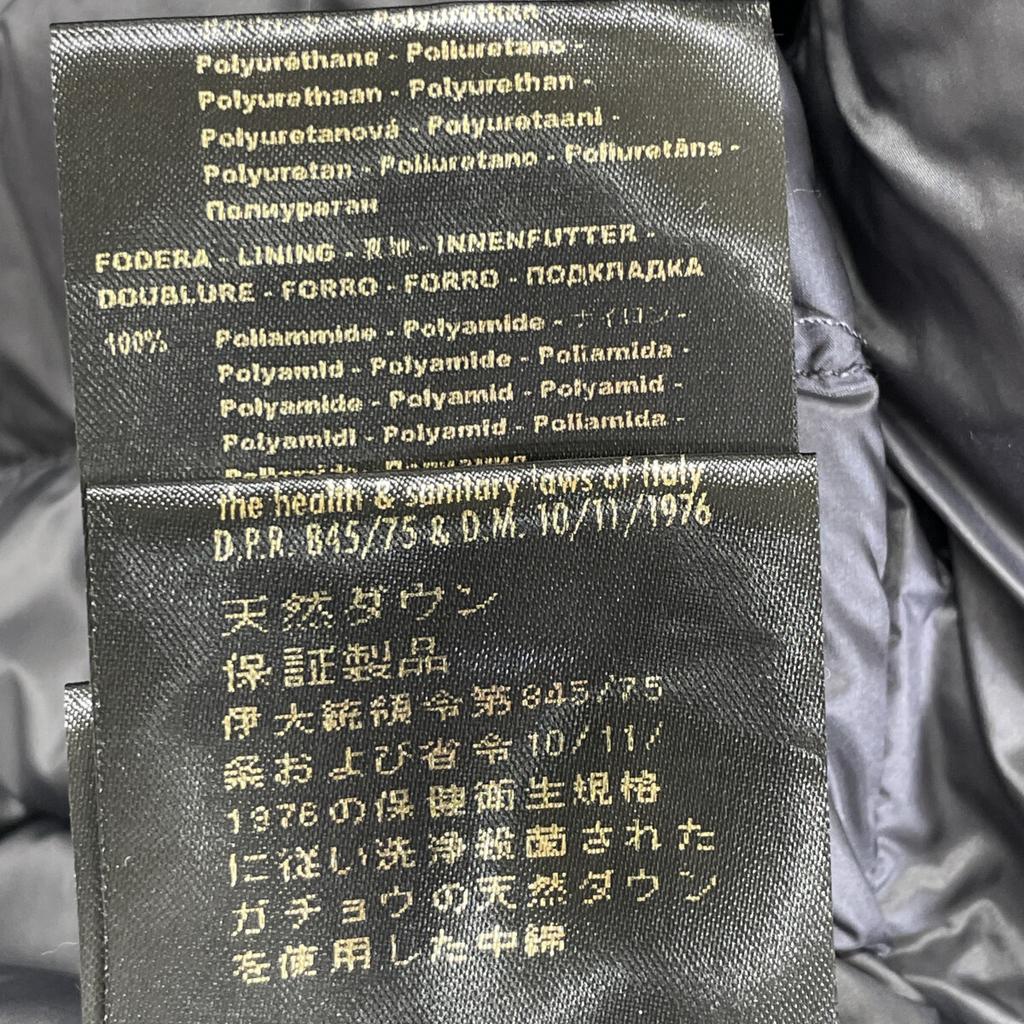 Polyuréthane - Poliuretano -
Polyurethaan - Polyurethan -
Polyuretanová - Polyuretaani -
Polyuretan - Poliuretano - Poliuretāns -
Полиуретан
FODERA - LINING - 裏地 - INNENFUTTER -
DOUBLURE - FORRO - FORRO - ПОДКЛАДКА
100% Poliammide - Polyamide - ナイロン -
Polyamid - Polyamide - Poliamida -
Polyamide - Polyamid - Polyamid -
Polyamidi - Polyamid - Poliamida -
the health & sanitary laws of Italy
D.P.R. 845/75 & D.M. 10/11/1976
天然ダウン
保証製品
伊大統領令第845/75
条および省令10/11/
1976の保健衛生規格
に従い洗浄殺菌された
ガチョウの天然ダウン
を使用した中綿